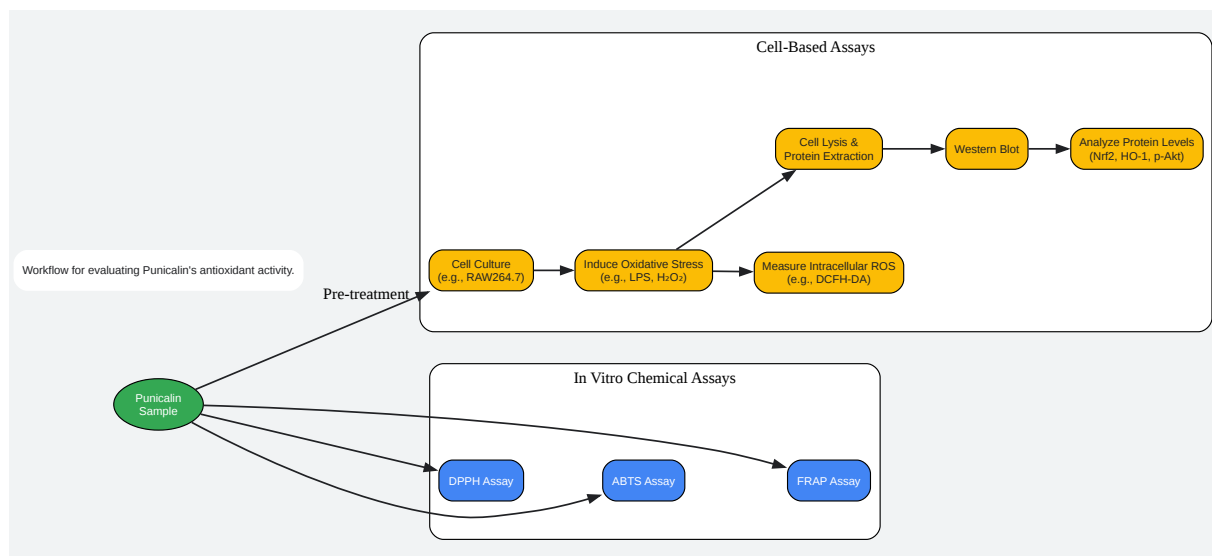 Cell-Based Assays
Cell Lysis &
Protein Extraction
Western Blot
Analyze Protein Levels
(Nrf2, HO-1, p-Akt)
Workflow for evaluating Punicalin's antioxidant activity.
Cell Culture
(e.g., RAW264.7)
Induce Oxidative Stress
(e.g., LPS, H₂O₂)
Measure Intracellular ROS
(e.g., DCFH-DA)
Pre-treatment
In Vitro Chemical Assays
Punicalin
Sample
DPPH Assay
ABTS Assay
FRAP Assay